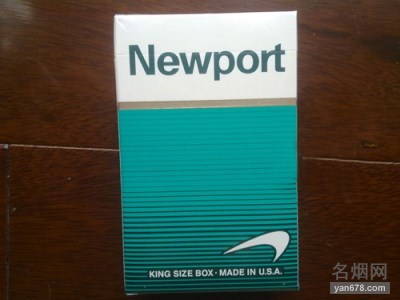 Newport
KING SIZE BOX · MADE IN U.S.A.
名烟网
yan678.com